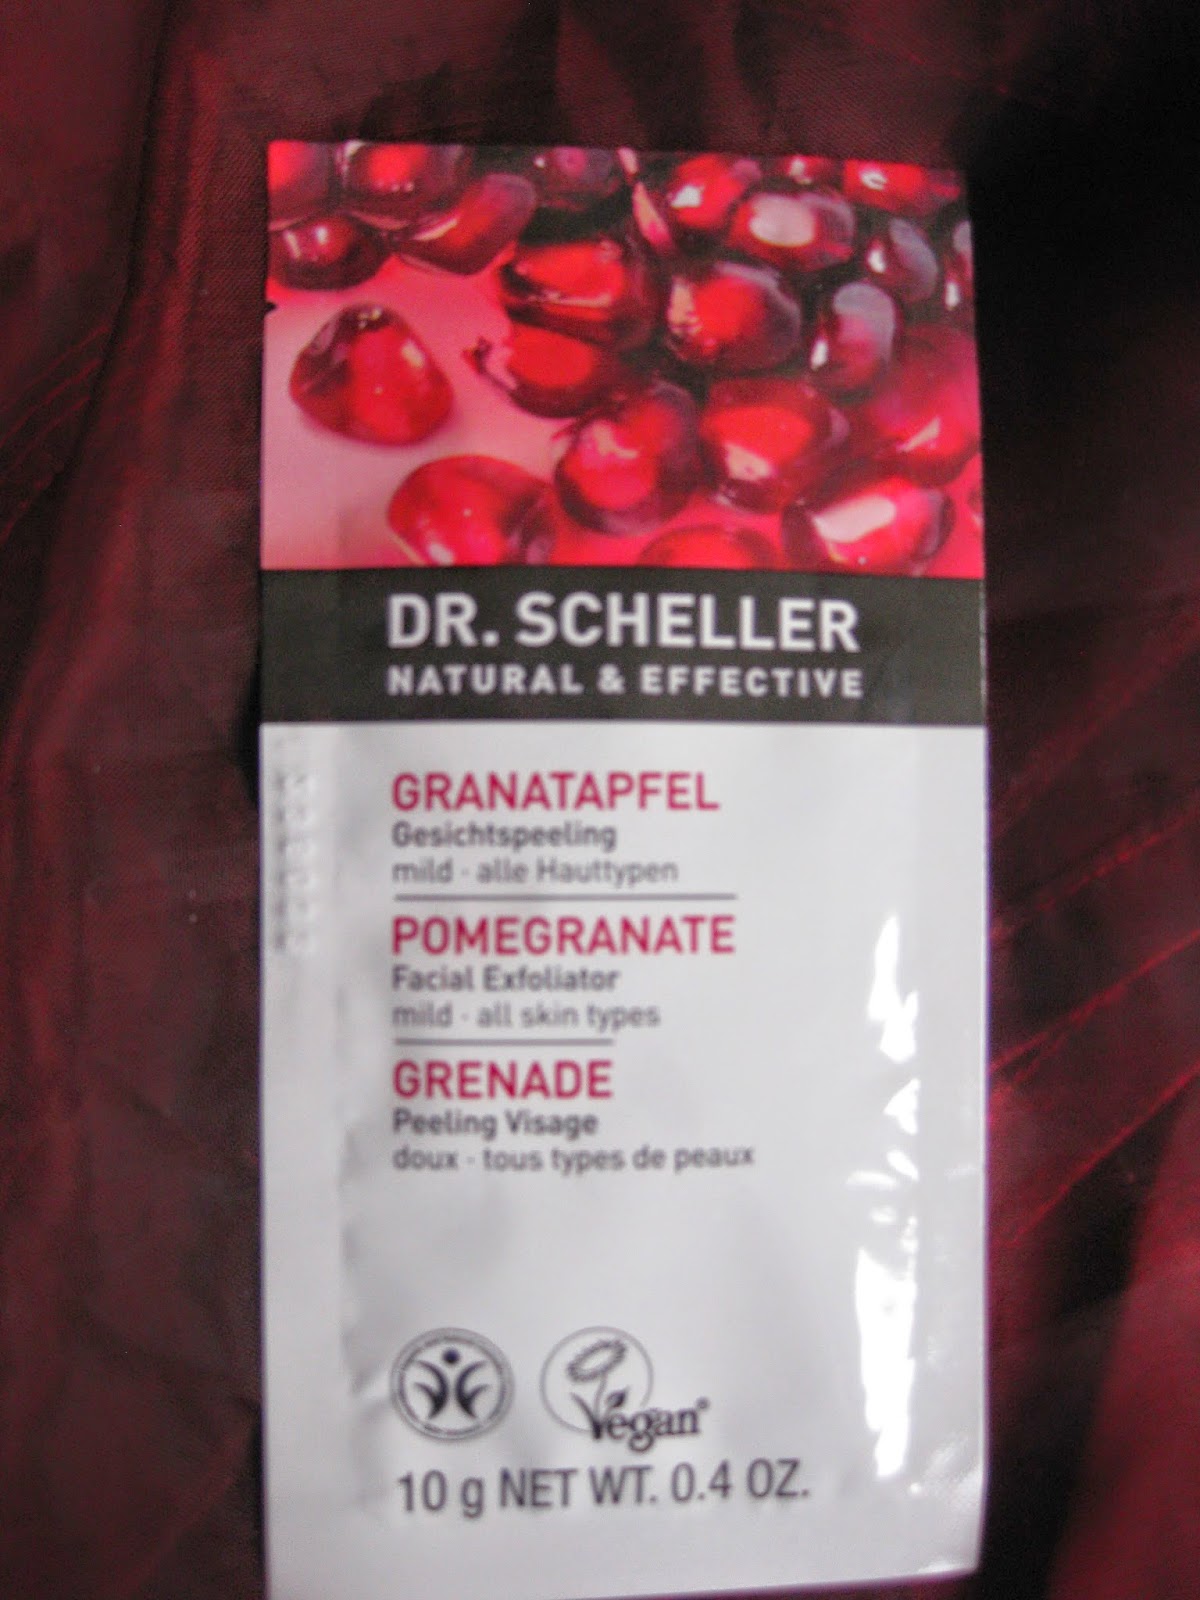 DR. SCHELLER
NATURAL & EFFECTIVE
GRANATAPFEL
Gesichtspeeling
mild · alle Hauttypen
POMEGRANATE
Facial Exfoliator
mild · all skin types
GRENADE
Peeling Visage
doux · tous types de peaux
Vegan®
10 g NET WT. 0.4 OZ.